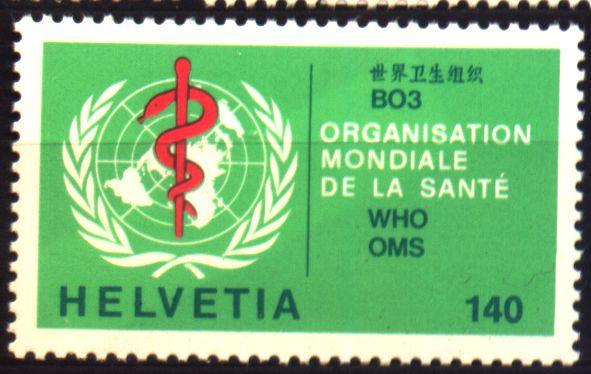 世界卫生组织
ВОЗ
ORGANISATION
MONDIALE
DE LA SANTÉ
WHO
OMS
HELVETIA
140